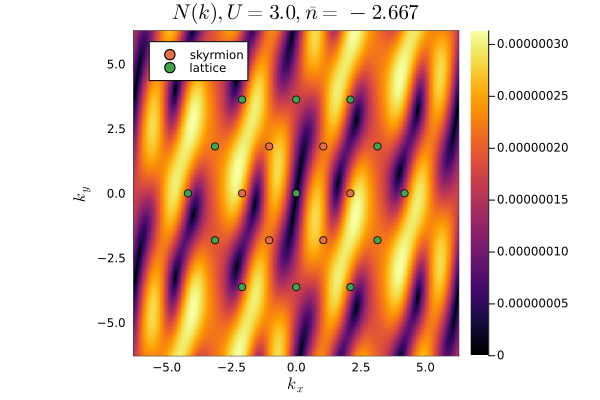 N(k), U = 3.0, n̄ = − 2.667
skyrmion
lattice
5.0
2.5
0.0
−2.5
−5.0
k_y
−5.0 −2.5 0.0 2.5 5.0
k_x
0.00000030
0.00000025
0.00000020
0.00000015
0.00000010
0.00000005
0